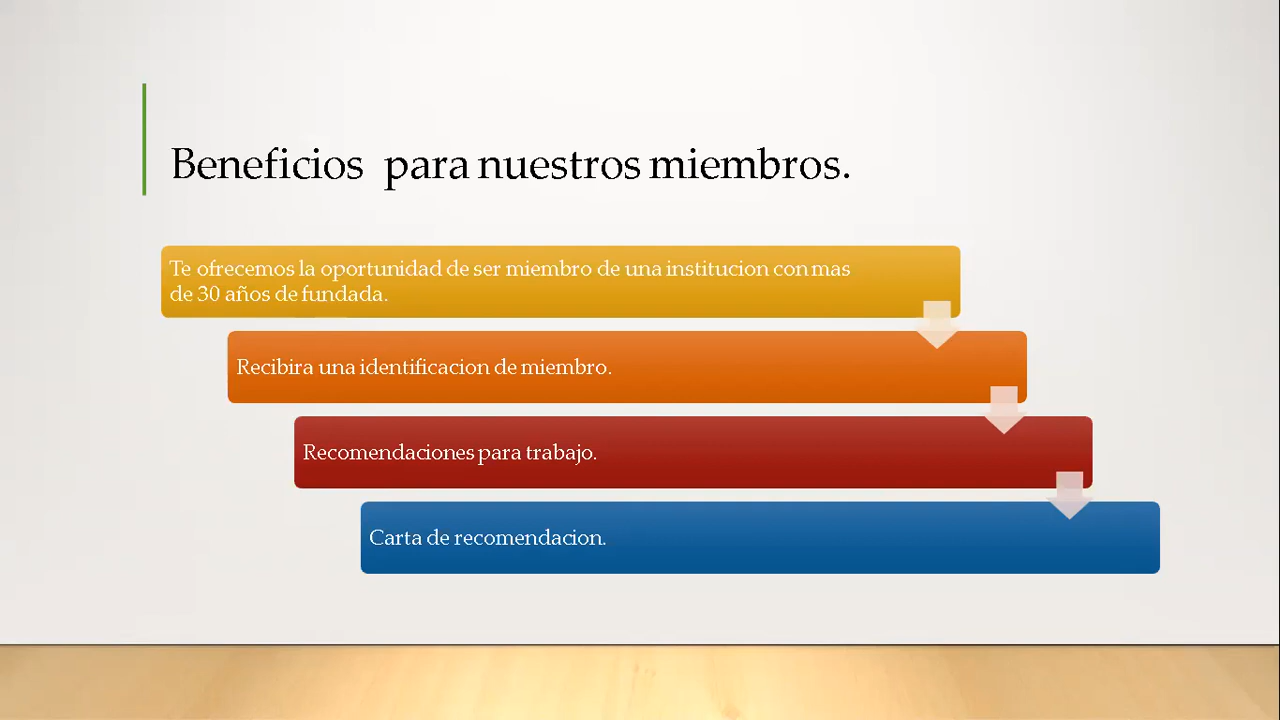 Beneficios para nuestros miembros.
Te ofrecemos la oportunidad de ser miembro de una institucion con mas
de 30 años de fundada.
Recibira una identificacion de miembro.
Recomendaciones para trabajo.
Carta de recomendacion.